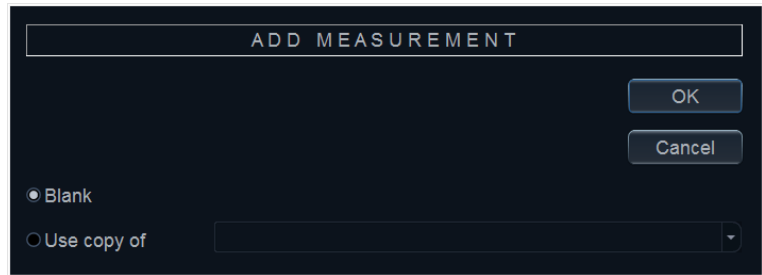 ADD MEASUREMENT
OK
Cancel
Blank
Use copy of